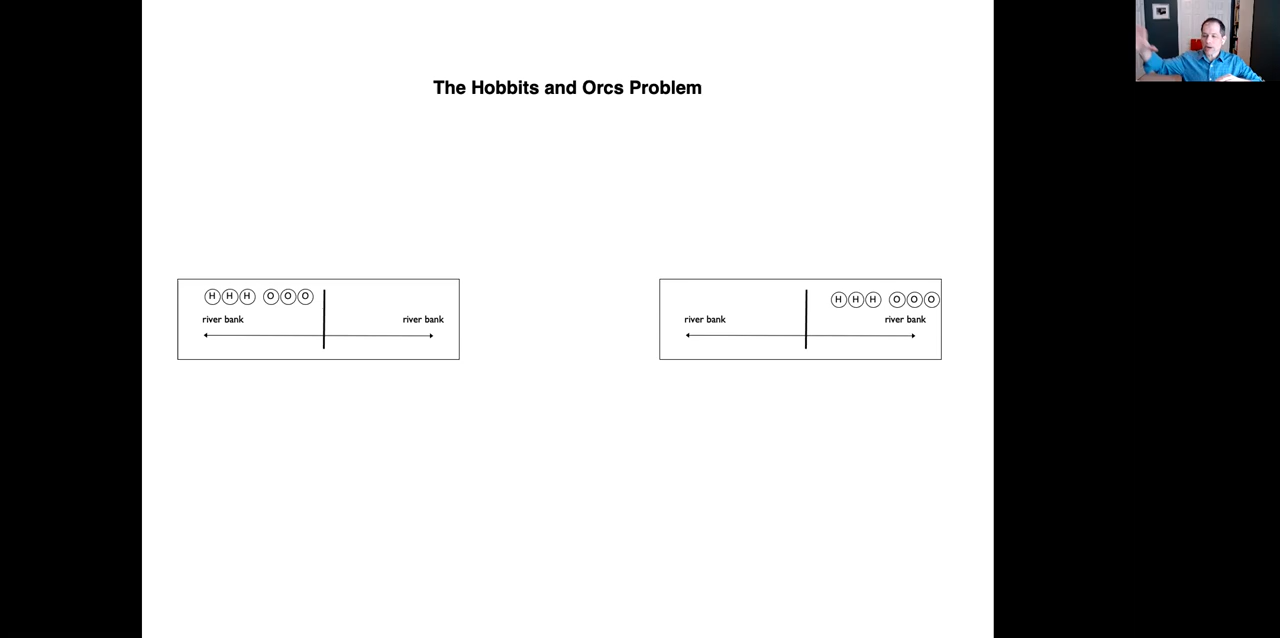 The Hobbits and Orcs Problem
H H H O O O
river bank river bank
H H H O O O
river bank river bank